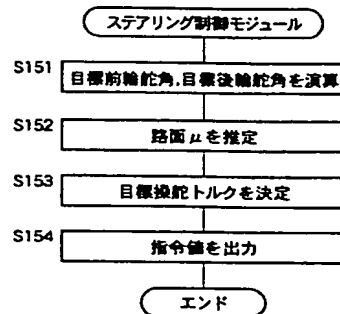 ステアリング制御モジュール
S151
目標前輪舵角,目標後輪舵角を演算
S152
路面μを推定
S153
目標操舵トルクを決定
S154
指令値を出力
エンド